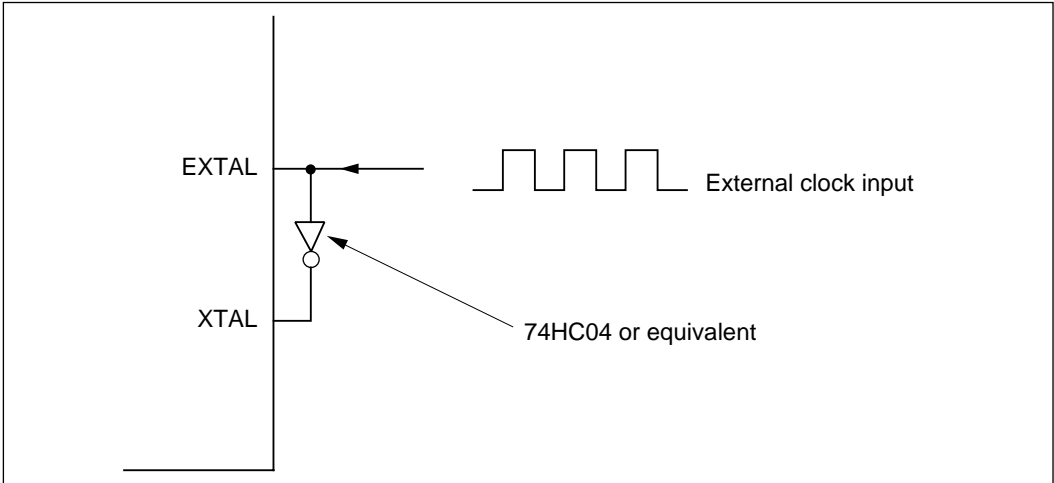 EXTAL
External clock input
XTAL
74HC04 or equivalent